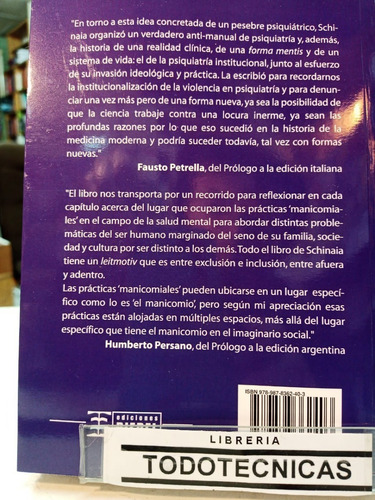 "En torno a esta idea concretada de un pesebre psiquiátrico, Schi-
naia organizó un verdadero anti-manual de psiquiatría y, además,
la historia de una realidad clínica, de una forma mentis y de un
sistema de vida: el de la psiquiatría institucional, junto al esfuerzo
de su invasión ideológica y práctica. La escribió para recordarnos
la institucionalización de la violencia en psiquiatría y para denun-
ciar una vez más pero de una forma nueva, ya sea la posibilidad de
que la ciencia trabaje contra una locura inerme, ya sean las
profundas razones por lo que eso sucedió en la historia de la
medicina moderna y podría suceder todavía, tal vez con formas
nuevas."
Fausto Petrella, del Prólogo a la edición italiana
"El libro nos transporta por un recorrido para reflexionar en cada
capítulo acerca del lugar que ocuparon las prácticas 'manicomia-
les' en el campo de la salud mental para abordar distintas proble-
máticas del ser humano marginado del seno de su familia, socie-
dad y cultura por ser distinto a los demás. Todo el libro de Schinaia
tiene un leitmotiv que es entre exclusión e inclusión, entre afuera
y adentro.
Las prácticas 'manicomiales' pueden ubicarse en un lugar espe-
cífico como lo es 'el manicomio', pero según mi apreciación esas
prácticas están alojadas en múltiples espacios, más allá del lugar
específico que tiene el manicomio en el imaginario social."
Humberto Persano, del Prólogo a la edición argentina
ISBN 978-987-8362-40-3
ediciones
LIBRERIA
TODOTECNICAS